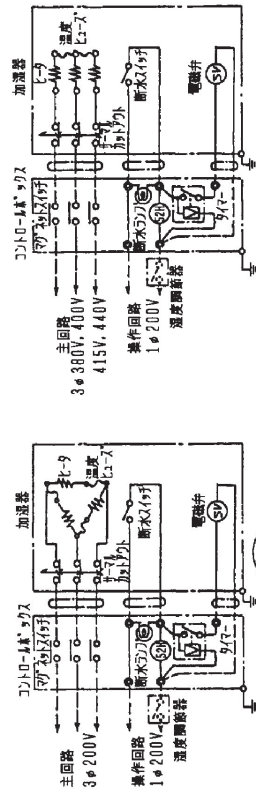 加湿器
ヒータ
温度
ヒューズ
サーマル
カットアウト
断水スイッチ
電磁弁
SV
コントロールボックス
マグネットスイッチ
断水ランプ
52H
M
タイマー
主回路
3φ380V,400V
415V,440V
操作回路
1φ200V
湿度調節器
加湿器
ヒータ
温度
ヒューズ
サーマル
カットアウト
断水スイッチ
電磁弁
SV
コントロールボックス
マグネットスイッチ
断水ランプ
52H
M
タイマー
主回路
3φ200V
操作回路
1φ200V
湿度調節器